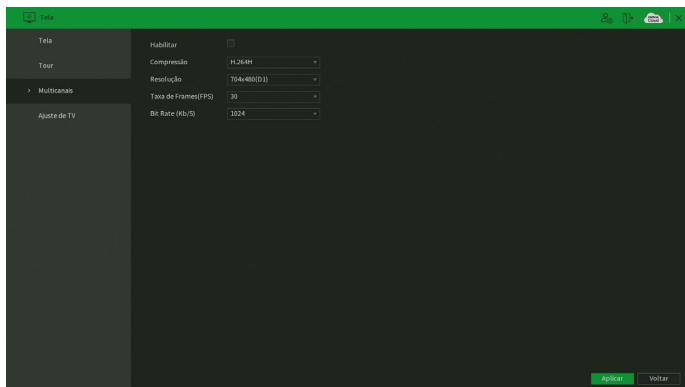 Tela
Tela
Tour
Multicanais
Ajuste de TV
Habilitar
Compressão H.264H
Resolução 704x480(D1)
Taxa de Frames(FPS) 30
Bit Rate (Kb/S) 1024
Aplicar Voltar